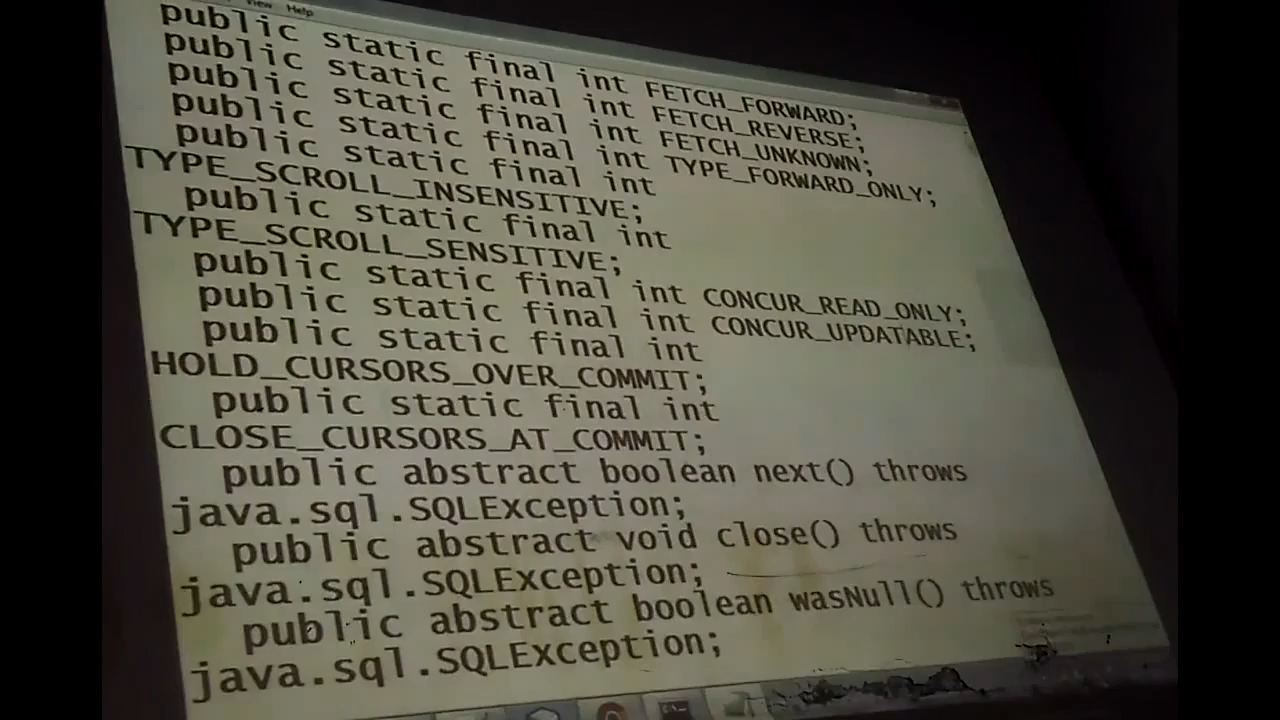 View Help
public static final int FETCH_FORWARD;
public static final int FETCH_REVERSE;
public static final int FETCH_UNKNOWN;
public static final int TYPE_FORWARD_ONLY;
public static final int
TYPE_SCROLL_INSENSITIVE;
public static final int
TYPE_SCROLL_SENSITIVE;
public static final int CONCUR_READ_ONLY;
public static final int CONCUR_UPDATABLE;
public static final int
HOLD_CURSORS_OVER_COMMIT;
public static final int
CLOSE_CURSORS_AT_COMMIT;
public abstract boolean next() throws
java.sql.SQLException;
public abstract void close() throws
java.sql.SQLException;
public abstract boolean wasNull() throws
java.sql.SQLException;